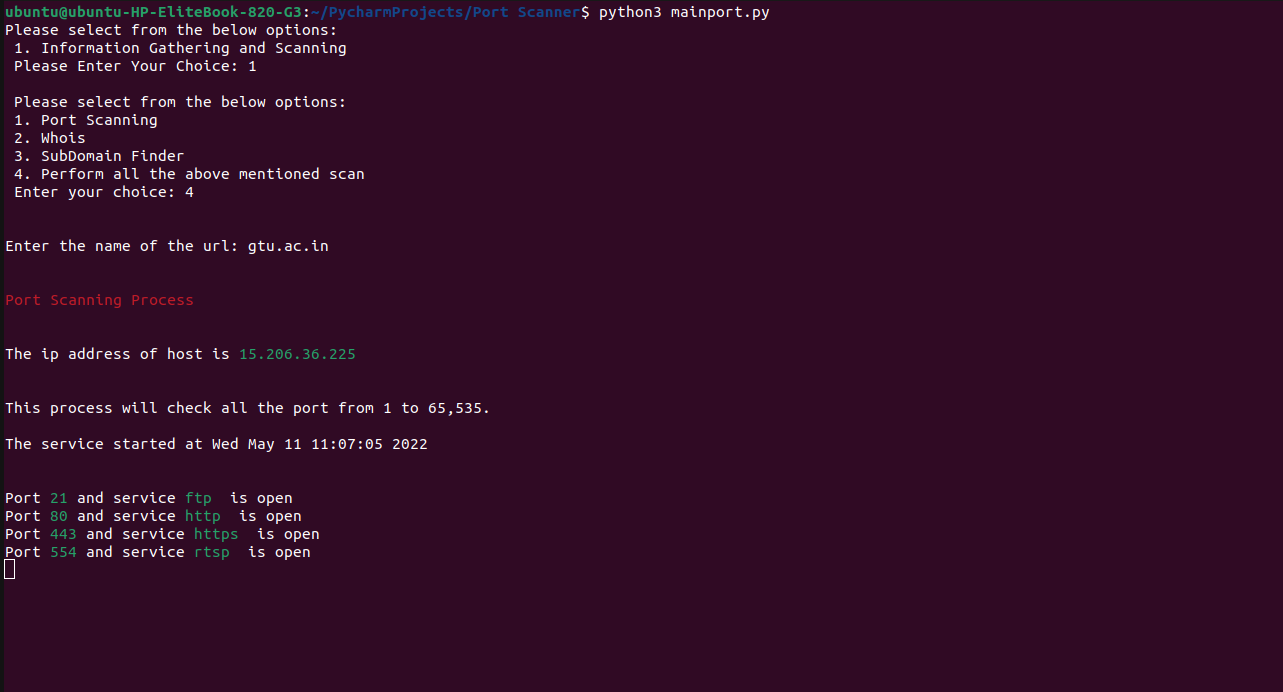 ubuntu@ubuntu-HP-EliteBook-820-G3:~/PycharmProjects/Port Scanner$ python3 mainport.py
Please select from the below options:
1. Information Gathering and Scanning
Please Enter Your Choice: 1
Please select from the below options:
1. Port Scanning
2. Whois
3. SubDomain Finder
4. Perform all the above mentioned scan
Enter your choice: 4
Enter the name of the url: gtu.ac.in
Port Scanning Process
The ip address of host is 15.206.36.225
This process will check all the port from 1 to 65,535.
The service started at Wed May 11 11:07:05 2022
Port 21 and service ftp  is open
Port 80 and service http  is open
Port 443 and service https  is open
Port 554 and service rtsp  is open